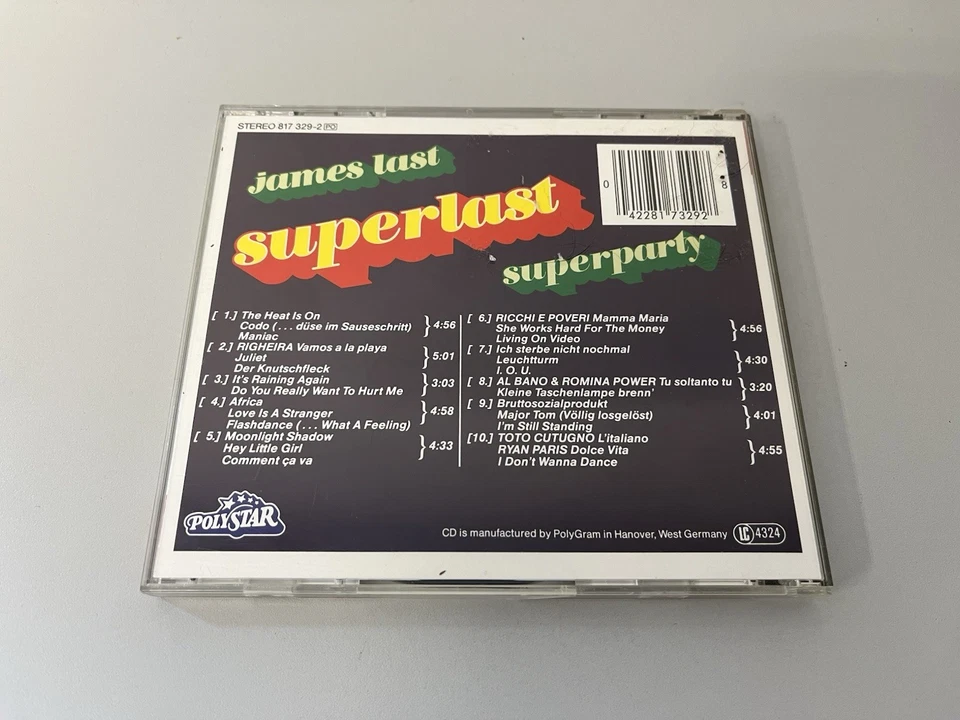 STEREO 817 329-2 PO
james last
superlast
superparty
0 42281 73292 8
[ 1.] The Heat Is On
Codo (... düse im Sauseschritt) } 4:56
Maniac
[ 2.] RIGHEIRA Vamos a la playa
Juliet } 5:01
Der Knutschfleck
[ 3.] It's Raining Again
Do You Really Want To Hurt Me } 3:03
[ 4.] Africa
Love Is A Stranger } 4:58
Flashdance (... What A Feeling)
[ 5.] Moonlight Shadow
Hey Little Girl } 4:33
Comment ça va
[ 6.] RICCHI E POVERI Mamma Maria
She Works Hard For The Money } 4:56
Living On Video
[ 7.] Ich sterbe nicht nochmal
Leuchtturm } 4:30
I. O. U.
[ 8.] AL BANO & ROMINA POWER Tu soltanto tu
Kleine Taschenlampe brenn' } 3:20
[ 9.] Bruttosozialprodukt
Major Tom (Völlig losgelöst) } 4:01
I'm Still Standing
[10.] TOTO CUTUGNO L'italiano
RYAN PARIS Dolce Vita } 4:55
I Don't Wanna Dance
POLYSTAR
CD is manufactured by PolyGram in Hanover, West Germany LC 4324